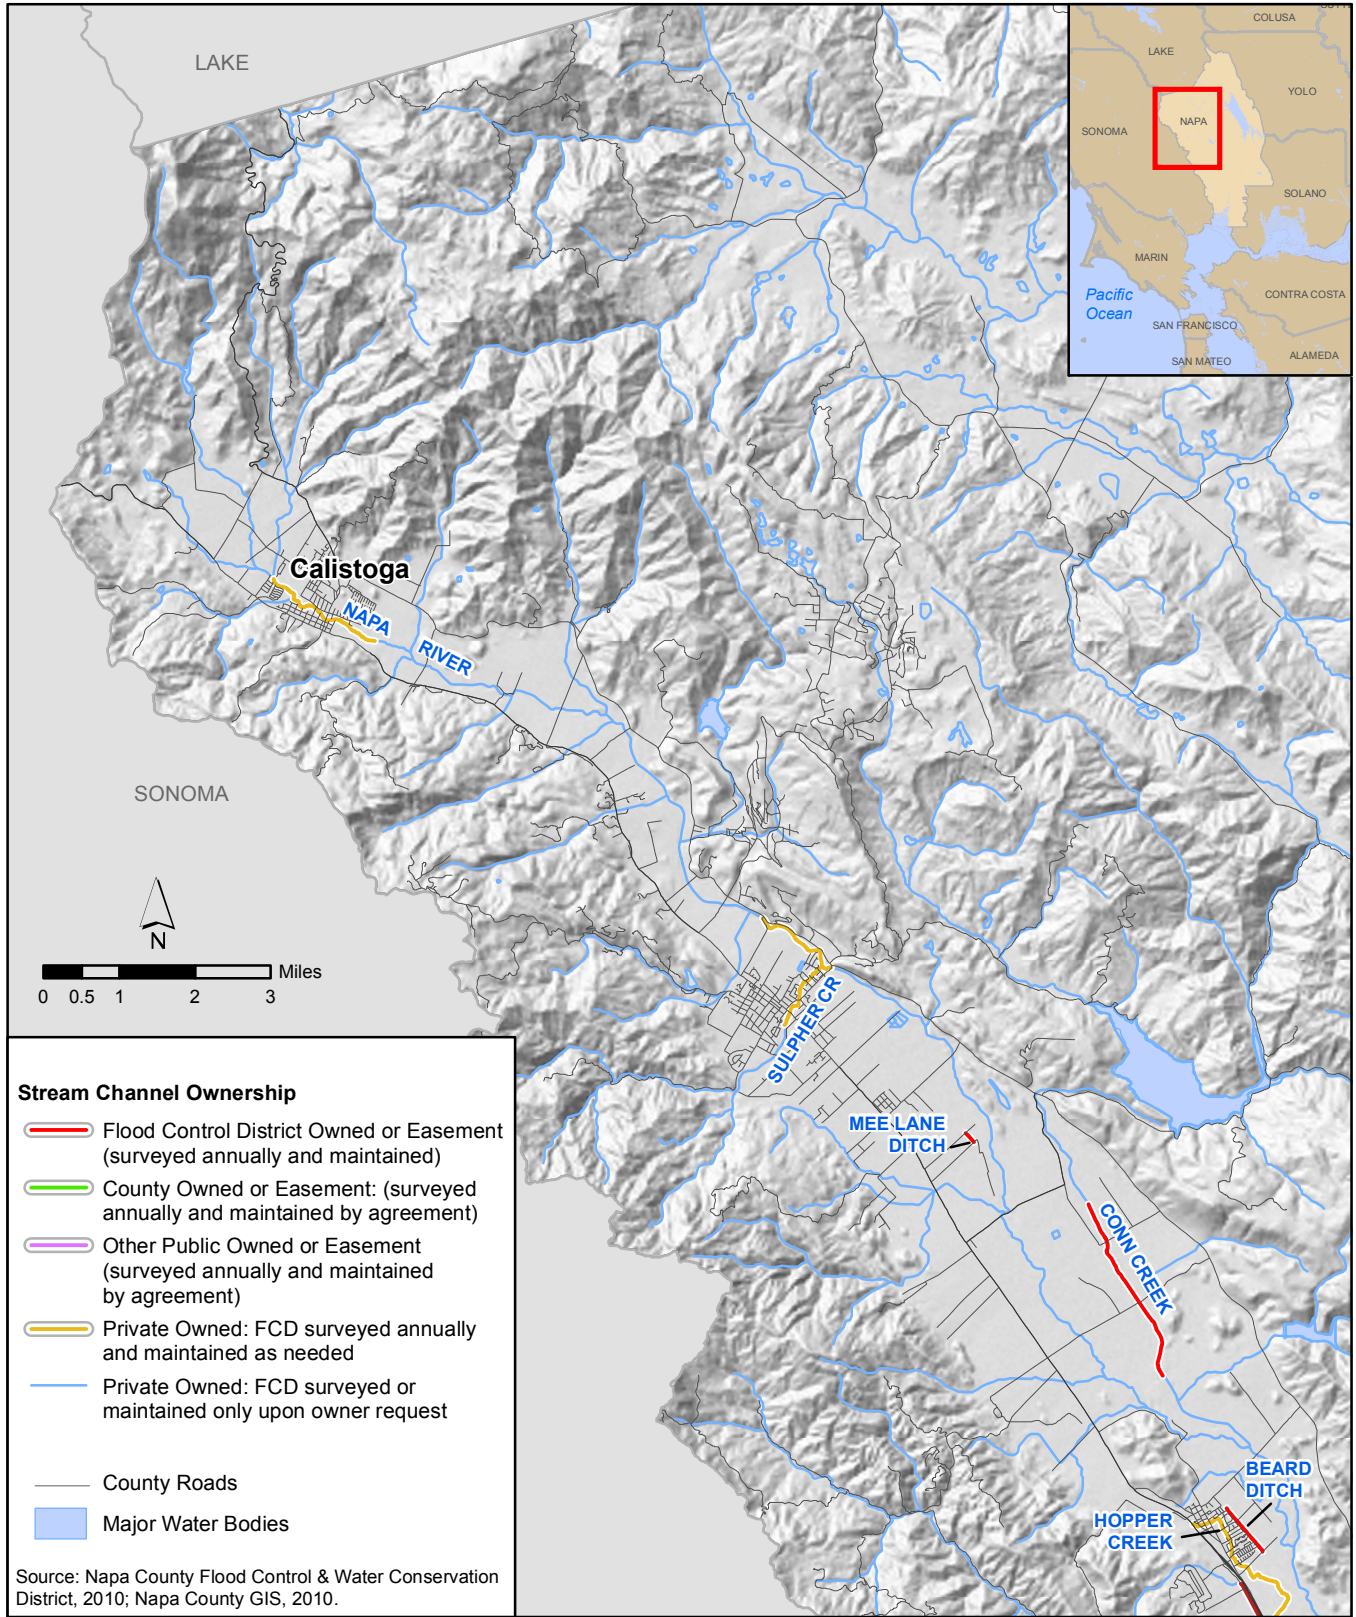 LAKE
COLUSA
LAKE
YOLO
NAPA
SONOMA
SOLANO
MARIN
CONTRA COSTA
Pacific
Ocean
SAN FRANCISCO
ALAMEDA
SAN MATEO
Calistoga
NAPA
RIVER
SONOMA
N
Miles
0 0.5 1 2 3
SULPHER CR
MEE LANE
DITCH
CONN CREEK
BEARD
DITCH
HOPPER
CREEK
Stream Channel Ownership
Flood Control District Owned or Easement
(surveyed annually and maintained)
County Owned or Easement: (surveyed
annually and maintained by agreement)
Other Public Owned or Easement
(surveyed annually and maintained
by agreement)
Private Owned: FCD surveyed annually
and maintained as needed
Private Owned: FCD surveyed or
maintained only upon owner request
County Roads
Major Water Bodies
Source: Napa County Flood Control & Water Conservation
District, 2010; Napa County GIS, 2010.